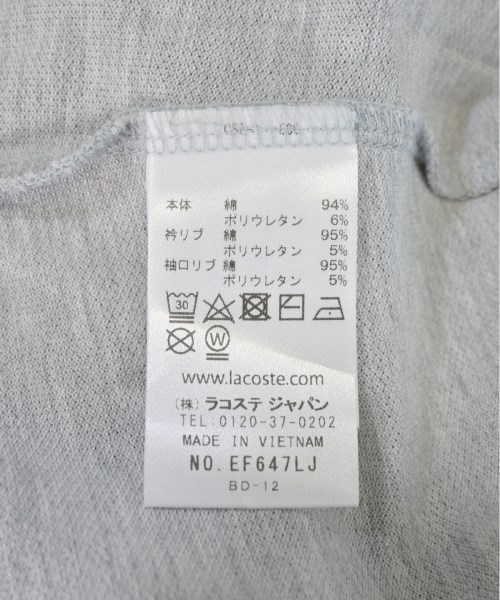 本体 綿 94%
ポリウレタン 6%
衿リブ 綿 95%
ポリウレタン 5%
袖口リブ 綿 95%
ポリウレタン 5%
30
W
www.lacoste.com
(株) ラコステ ジャパン
TEL:0120-37-0202
MADE IN VIETNAM
NO.EF647LJ
BD-12